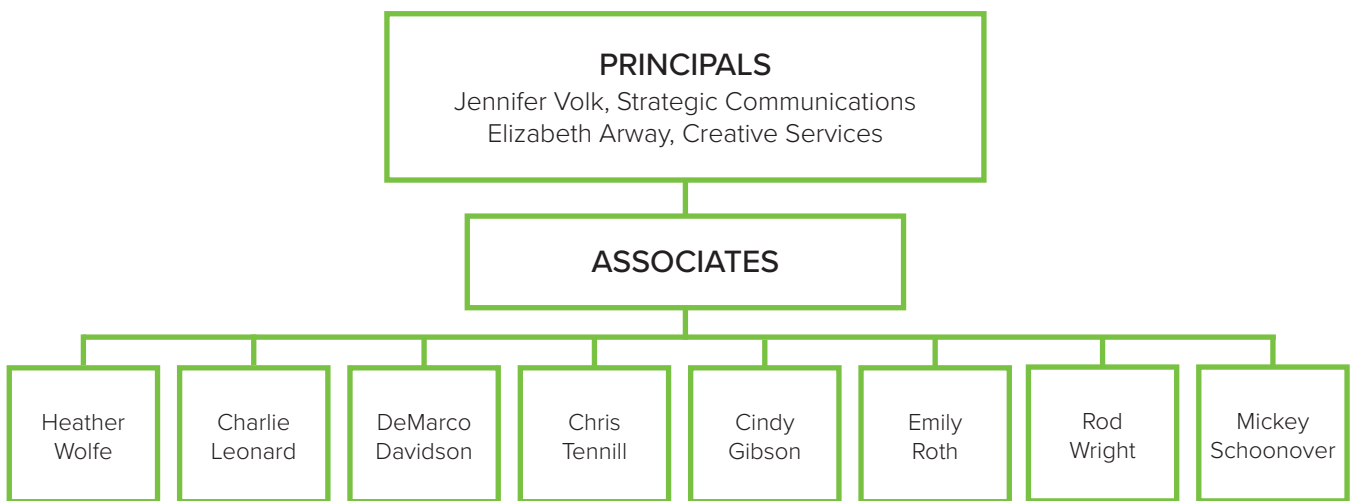 PRINCIPALS
Jennifer Volk, Strategic Communications
Elizabeth Arway, Creative Services
ASSOCIATES
Heather
Wolfe
Charlie
Leonard
DeMarco
Davidson
Chris
Tennill
Cindy
Gibson
Emily
Roth
Rod
Wright
Mickey
Schoonover